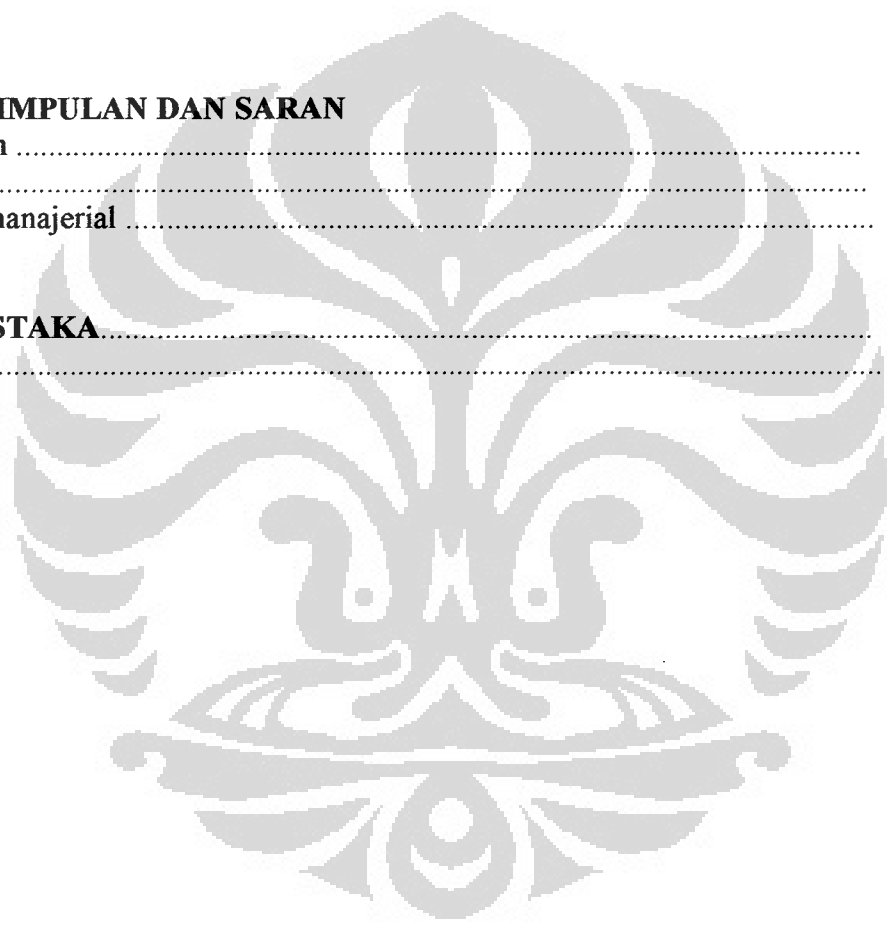 IMPULAN DAN SARAN
n ........................................................................
........................................................................
nanajerial ........................................................................
STAKA........................................................................
........................................................................